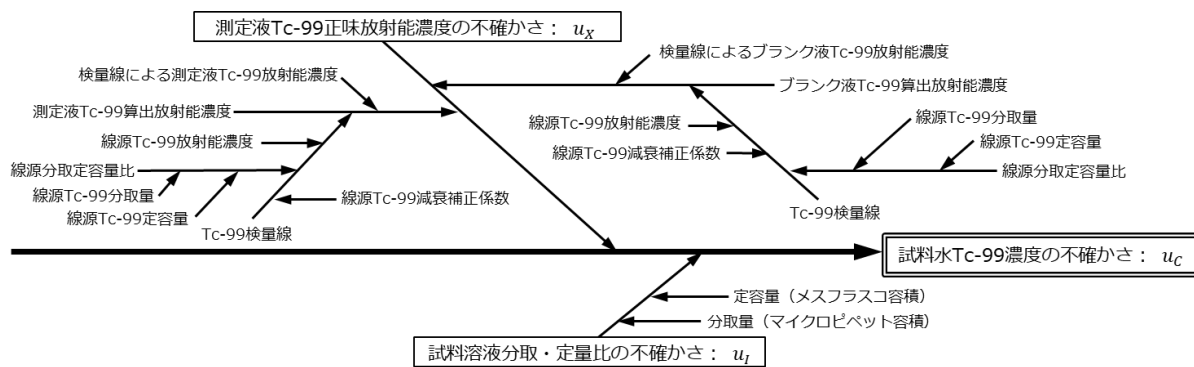 測定液Tc-99正味放射能濃度の不確かさ： u_X
検量線によるブランク液Tc-99放射能濃度
検量線による測定液Tc-99放射能濃度
ブランク液Tc-99算出放射能濃度
測定液Tc-99算出放射能濃度
線源Tc-99放射能濃度
線源Tc-99分取量
線源Tc-99放射能濃度
線源Tc-99定容量
線源Tc-99減衰補正係数
線源分取定容量比
線源分取定容量比
線源Tc-99分取量
線源Tc-99減衰補正係数
線源Tc-99定容量
Tc-99検量線
Tc-99検量線
試料水Tc-99濃度の不確かさ： u_C
定容量（メスフラスコ容積）
分取量（マイクロピペット容積）
試料溶液分取・定量比の不確かさ： u_I